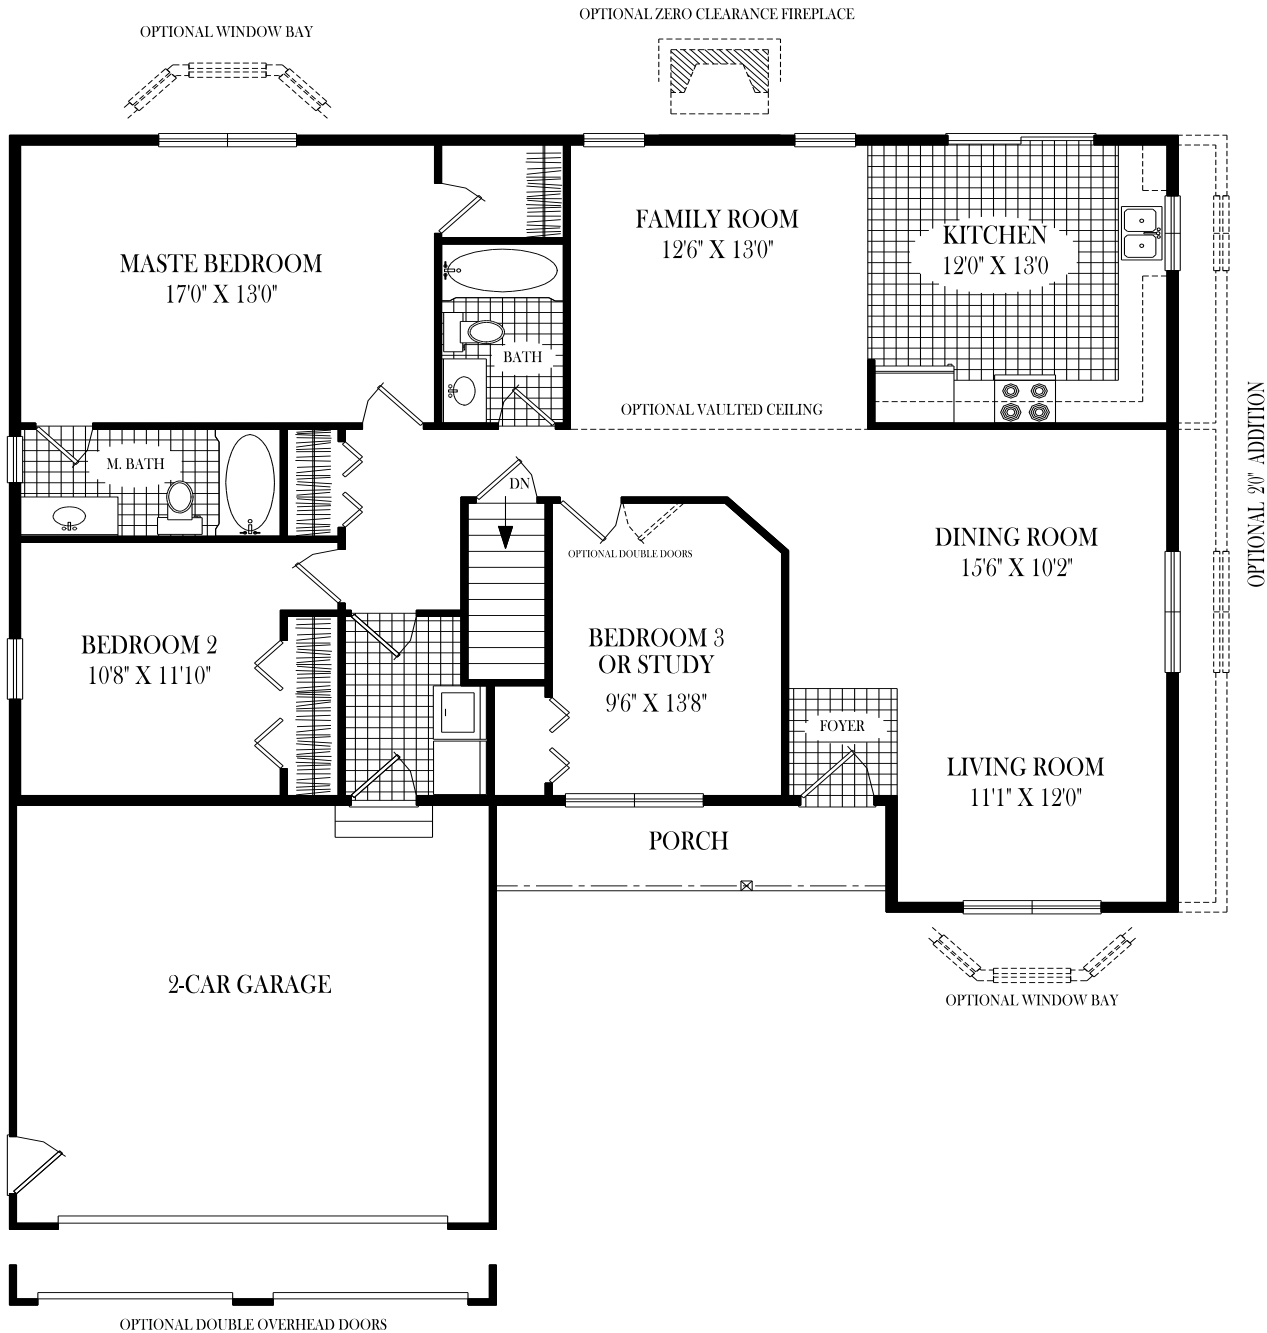 OPTIONAL ZERO CLEARANCE FIREPLACE
OPTIONAL WINDOW BAY
FAMILY ROOM
12'6" X 13'0"
KITCHEN
12'0" X 13'0
MASTE BEDROOM
17'0" X 13'0"
BATH
OPTIONAL VAULTED CEILING
M. BATH
DN
OPTIONAL 2'0" ADDITION
DINING ROOM
15'6" X 10'2"
OPTIONAL DOUBLE DOORS
BEDROOM 2
10'8" X 11'10"
BEDROOM 3
OR STUDY
9'6" X 13'8"
FOYER
LIVING ROOM
11'1" X 12'0"
PORCH
2-CAR GARAGE
OPTIONAL WINDOW BAY
OPTIONAL DOUBLE OVERHEAD DOORS